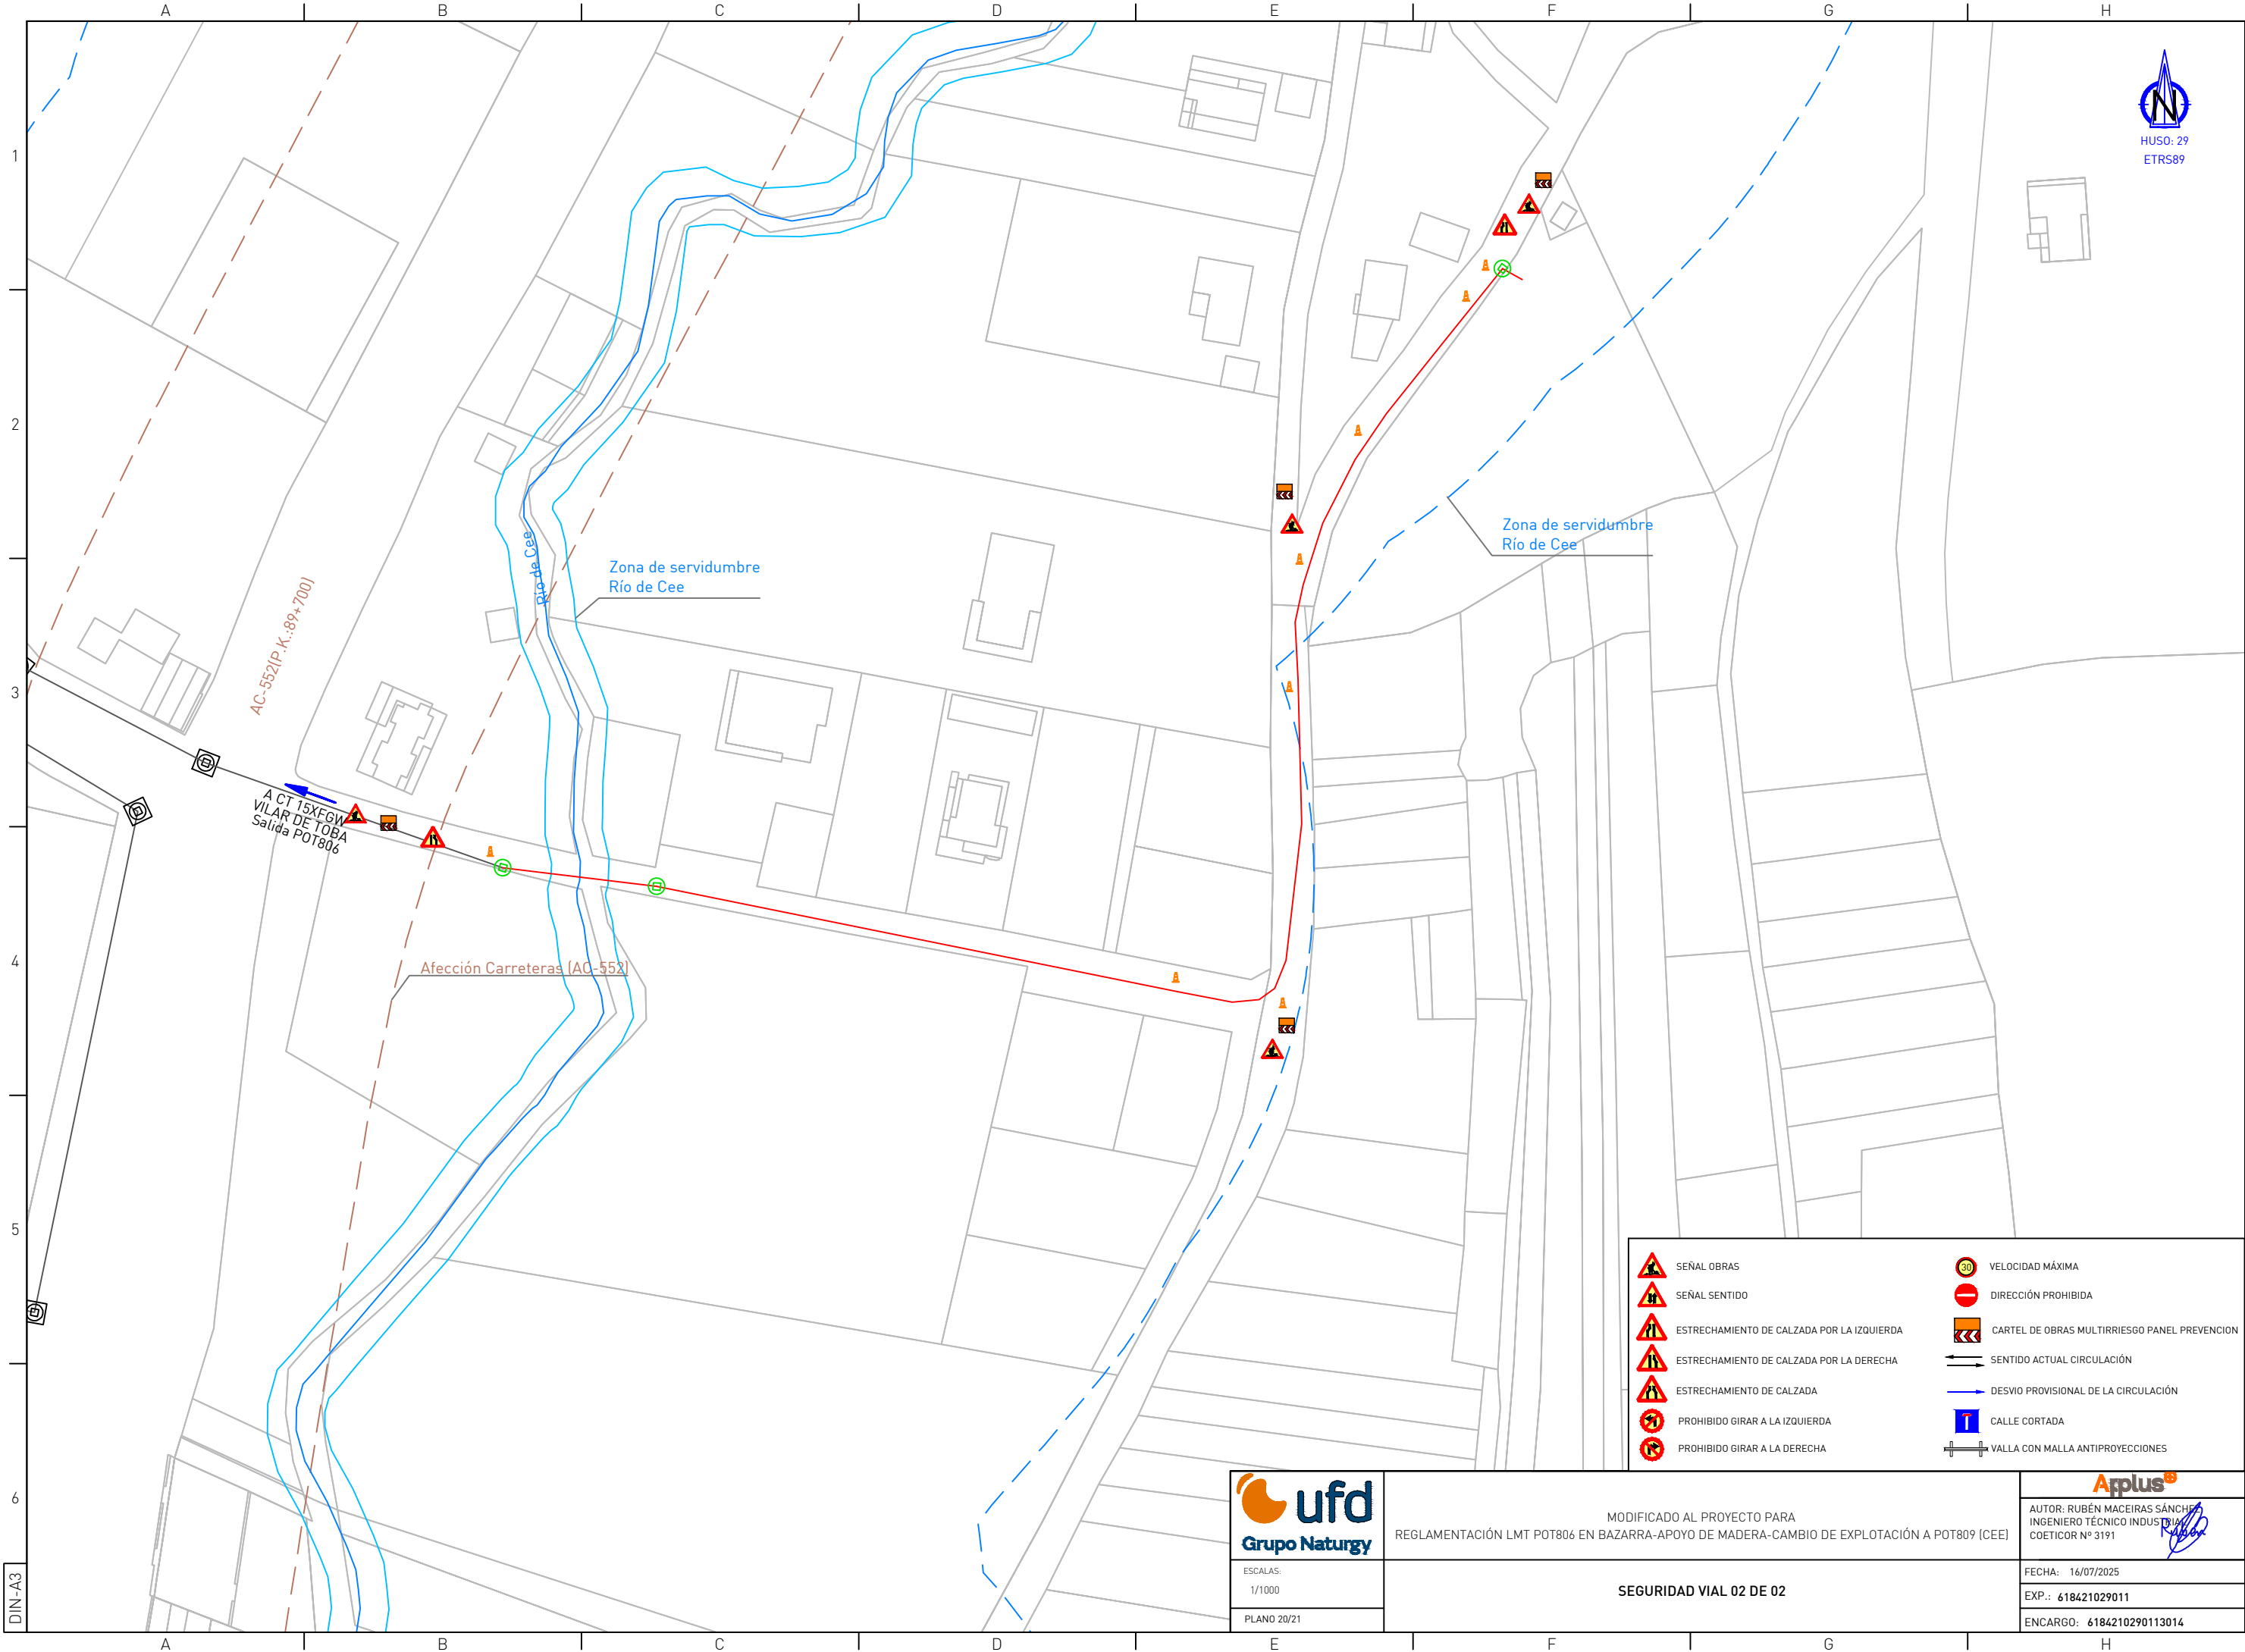 A B C D E F G H
1
2
3
4
5
6
DIN-A3
N
HUSO: 29
ETRS89
Río de Cee
Zona de servidumbre
Río de Cee
Zona de servidumbre
Río de Cee
AC-552(P.K.:89+700)
A CT 15XFGW
VILAR DE TOBA
Salida POT806
Afección Carreteras (AC-552)
SEÑAL OBRAS
SEÑAL SENTIDO
ESTRECHAMIENTO DE CALZADA POR LA IZQUIERDA
ESTRECHAMIENTO DE CALZADA POR LA DERECHA
ESTRECHAMIENTO DE CALZADA
PROHIBIDO GIRAR A LA IZQUIERDA
PROHIBIDO GIRAR A LA DERECHA
30 VELOCIDAD MÁXIMA
DIRECCIÓN PROHIBIDA
CARTEL DE OBRAS MULTIRRIESGO PANEL PREVENCION
SENTIDO ACTUAL CIRCULACIÓN
DESVIO PROVISIONAL DE LA CIRCULACIÓN
CALLE CORTADA
VALLA CON MALLA ANTIPROYECCIONES
ufd
Grupo Naturgy
ESCALAS:
1/1000
PLANO 20/21
MODIFICADO AL PROYECTO PARA
REGLAMENTACIÓN LMT POT806 EN BAZARRA-APOYO DE MADERA-CAMBIO DE EXPLOTACIÓN A POT809 (CEE)
SEGURIDAD VIAL 02 DE 02
Applus
AUTOR: RUBÉN MACEIRAS SÁNCHEZ
INGENIERO TÉCNICO INDUSTRIAL
COETICOR Nº 3191
Rubén
FECHA: 16/07/2025
EXP.: 618421029011
ENCARGO: 6184210290113014
A B C D E F G H